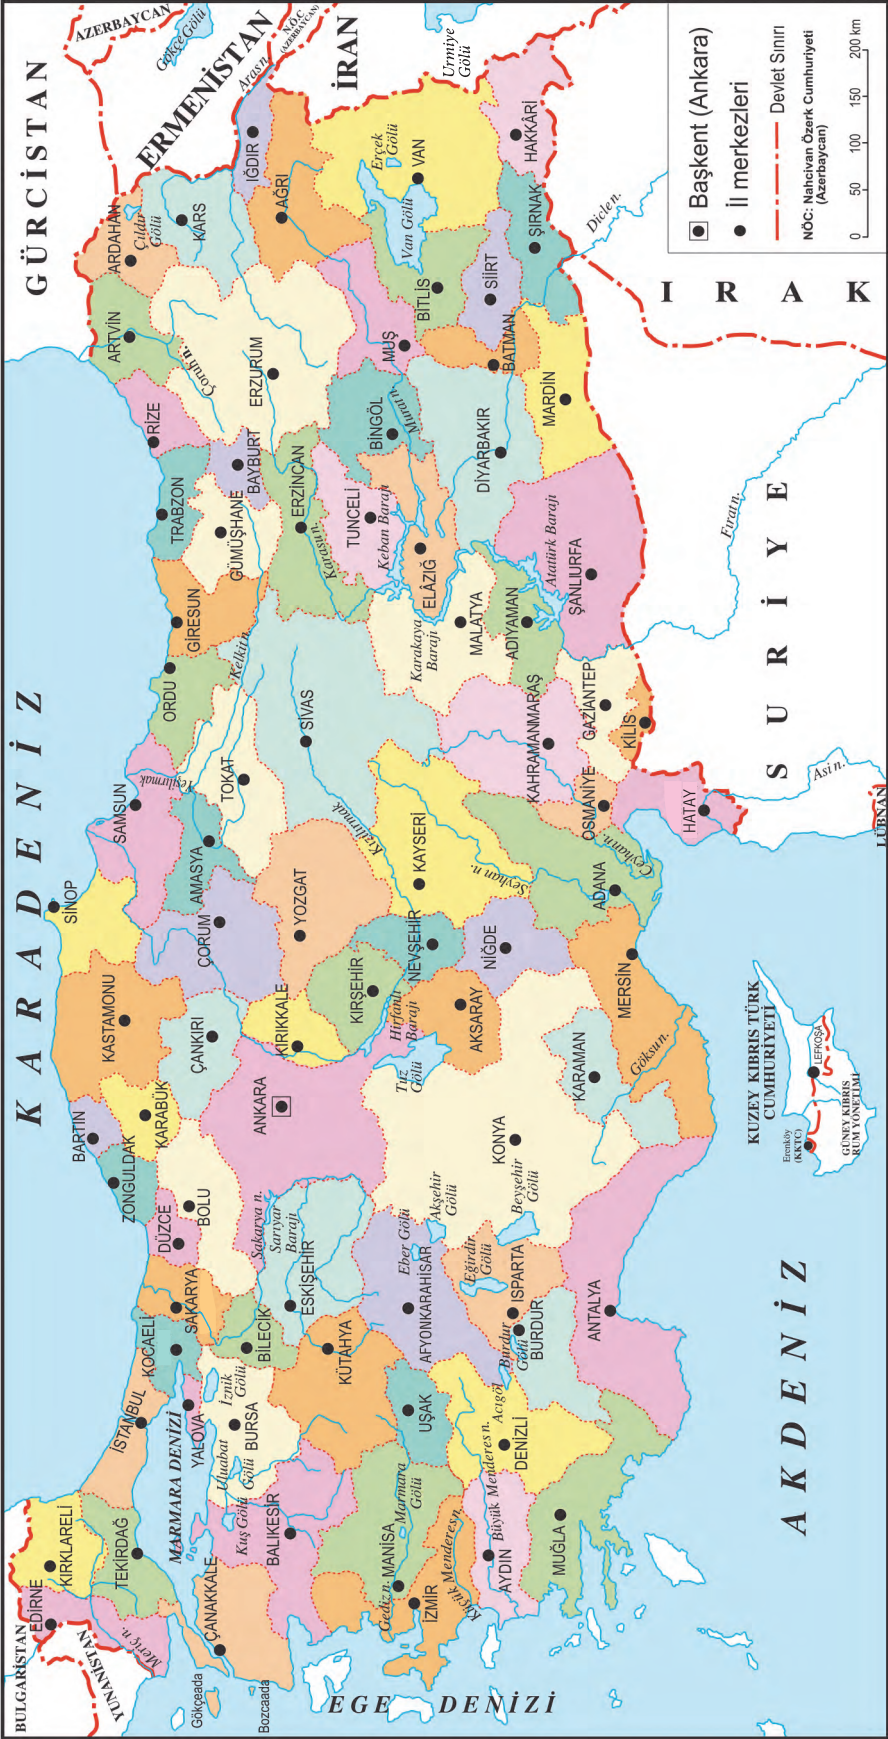 BULGARİSTAN
YUNANİSTAN
KARADENİZ
GÜRCİSTAN
AZERBAYCAN
Gökçe Gölü
ERMENİSTAN
N.Ö.C
(AZERBAYCAN)
Aras n.
İRAN
Urmiye
Gölü
EDİRNE
KIRKLARELİ
TEKİRDAĞ
Meriç n.
İSTANBUL
MARMARA DENİZİ
YALOVA
KOCAELİ
SAKARYA
DÜZCE
ZONGULDAK
BARTIN
KARABÜK
BOLU
KASTAMONU
ÇANKIRI
SİNOP
ÇORUM
SAMSUN
AMASYA
Yeşilırmak
TOKAT
ORDU
Kelkit n.
GİRESUN
TRABZON
GÜMÜŞHANE
BAYBURT
RİZE
ARTVİN
Çoruh n.
ARDAHAN
Çıldır
Gölü
KARS
IĞDIR
AĞRI
ERZURUM
ERZİNCAN
Karasu n.
SİVAS
Kızılırmak
YOZGAT
KIRIKKALE
KIRŞEHİR
ANKARA
Sakarya n.
Sarıyar
Barajı
ESKİŞEHİR
BİLECİK
İznik
Gölü
BURSA
Uluabat
Gölü
Kuş Gölü
BALIKESİR
ÇANAKKALE
Gökçeada
Bozcaada
EGE DENİZİ
KÜTAHYA
MANİSA
Gediz n.
Marmara
Gölü
İZMİR
Küçük Menderes n.
UŞAK
AFYONKARAHİSAR
Eber Gölü
Akşehir
Gölü
Tuz
Gölü
Hirfanlı
Barajı
AKSARAY
NEVŞEHİR
KAYSERİ
NİĞDE
Seyhan n.
MALATYA
Karakaya
Barajı
ELÂZIĞ
Keban Barajı
TUNCELİ
BİNGÖL
Murat n.
MUŞ
BİTLİS
Van Gölü
Erçek
Gölü
VAN
HAKKÂRİ
ŞIRNAK
SİİRT
BATMAN
DİYARBAKIR
MARDİN
Dicle n.
ŞANLIURFA
Atatürk Barajı
ADIYAMAN
KAHRAMANMARAŞ
GAZİANTEP
KİLİS
OSMANİYE
HATAY
Ceyhan n.
ADANA
MERSİN
Göksu n.
KARAMAN
KONYA
Beyşehir
Gölü
Eğirdir
Gölü
ISPARTA
Burdur
Gölü
BURDUR
Acıgöl
DENİZLİ
Büyük Menderes n.
AYDIN
MUĞLA
ANTALYA
AKDENİZ
KUZEY KIBRIS TÜRK
CUMHURİYETİ
LEFKOŞA
Erenköy
(KKTC)
GÜNEY KIBRIS
RUM YÖNETİMİ
SURİYE
Fırat n.
Asi n.
LÜBNAN
IRAK
Başkent (Ankara)
İl merkezleri
Devlet Sınırı
NÖC: Nahcivan Özerk Cumhuriyeti
(Azerbaycan)
0 50 100 150 200 km